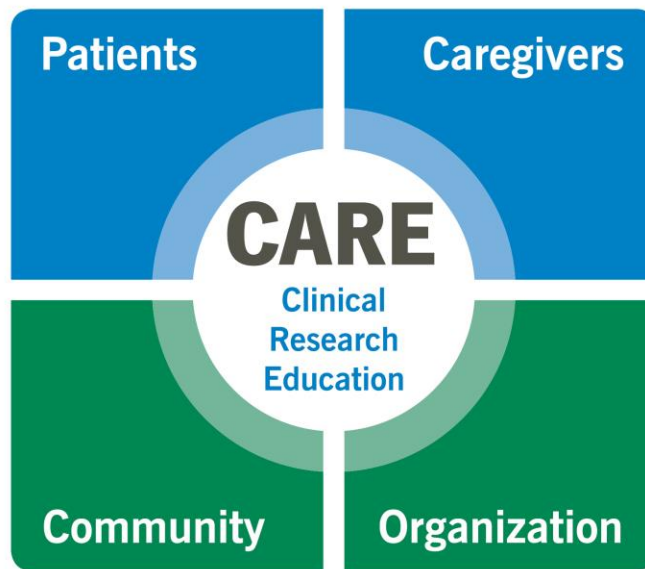 Patients
Caregivers
CARE
Clinical
Research
Education
Community
Organization